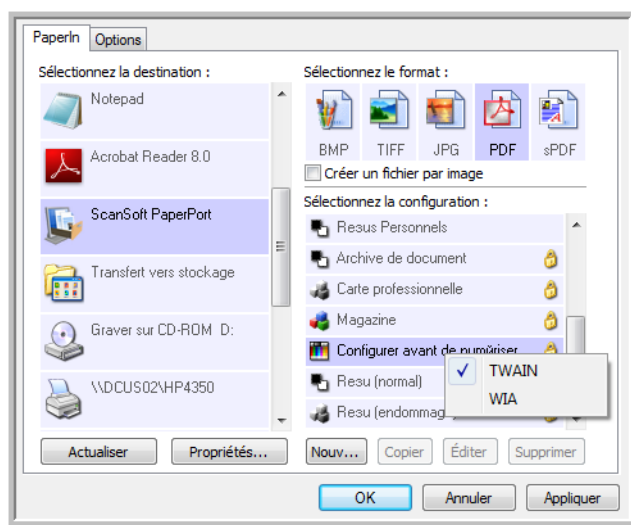 PaperIn Options
Sélectionnez la destination :
Notepad
Acrobat Reader 8.0
ScanSoft PaperPort
Transfert vers stockage
Graver sur CD-ROM D:
\\DCUS02\HP4350
Actualiser Propriétés...
Sélectionnez le format :
BMP TIFF JPG PDF sPDF
Créer un fichier par image
Sélectionnez la configuration :
Resus Personnels
Archive de document
Carte professionnelle
Magazine
Configurer avant de numüriser
Resu (normal)
Resu (endommag
TWAIN
WIA
Nouv... Copier Éditer Supprimer
OK Annuler Appliquer